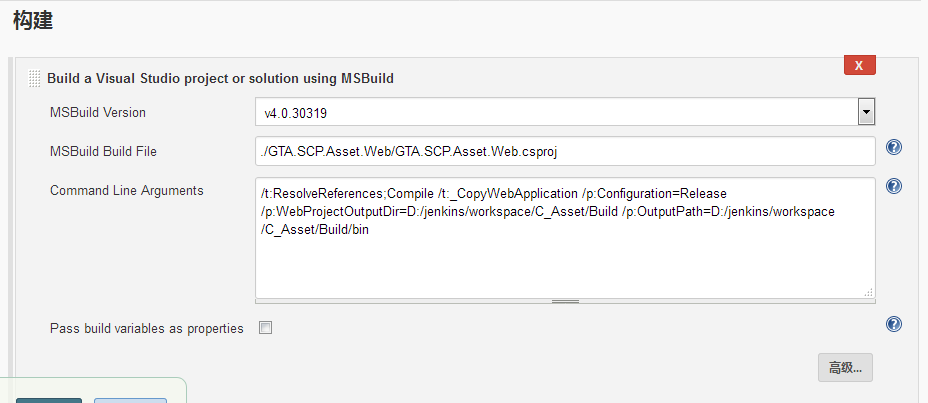 构建
Build a Visual Studio project or solution using MSBuild
X
MSBuild Version
v4.0.30319
MSBuild Build File
./GTA.SCP.Asset.Web/GTA.SCP.Asset.Web.csproj
Command Line Arguments
/t:ResolveReferences;Compile /t:_CopyWebApplication /p:Configuration=Release
/p:WebProjectOutputDir=D:/jenkins/workspace/C_Asset/Build /p:OutputPath=D:/jenkins/workspace
/C_Asset/Build/bin
Pass build variables as properties
高级...